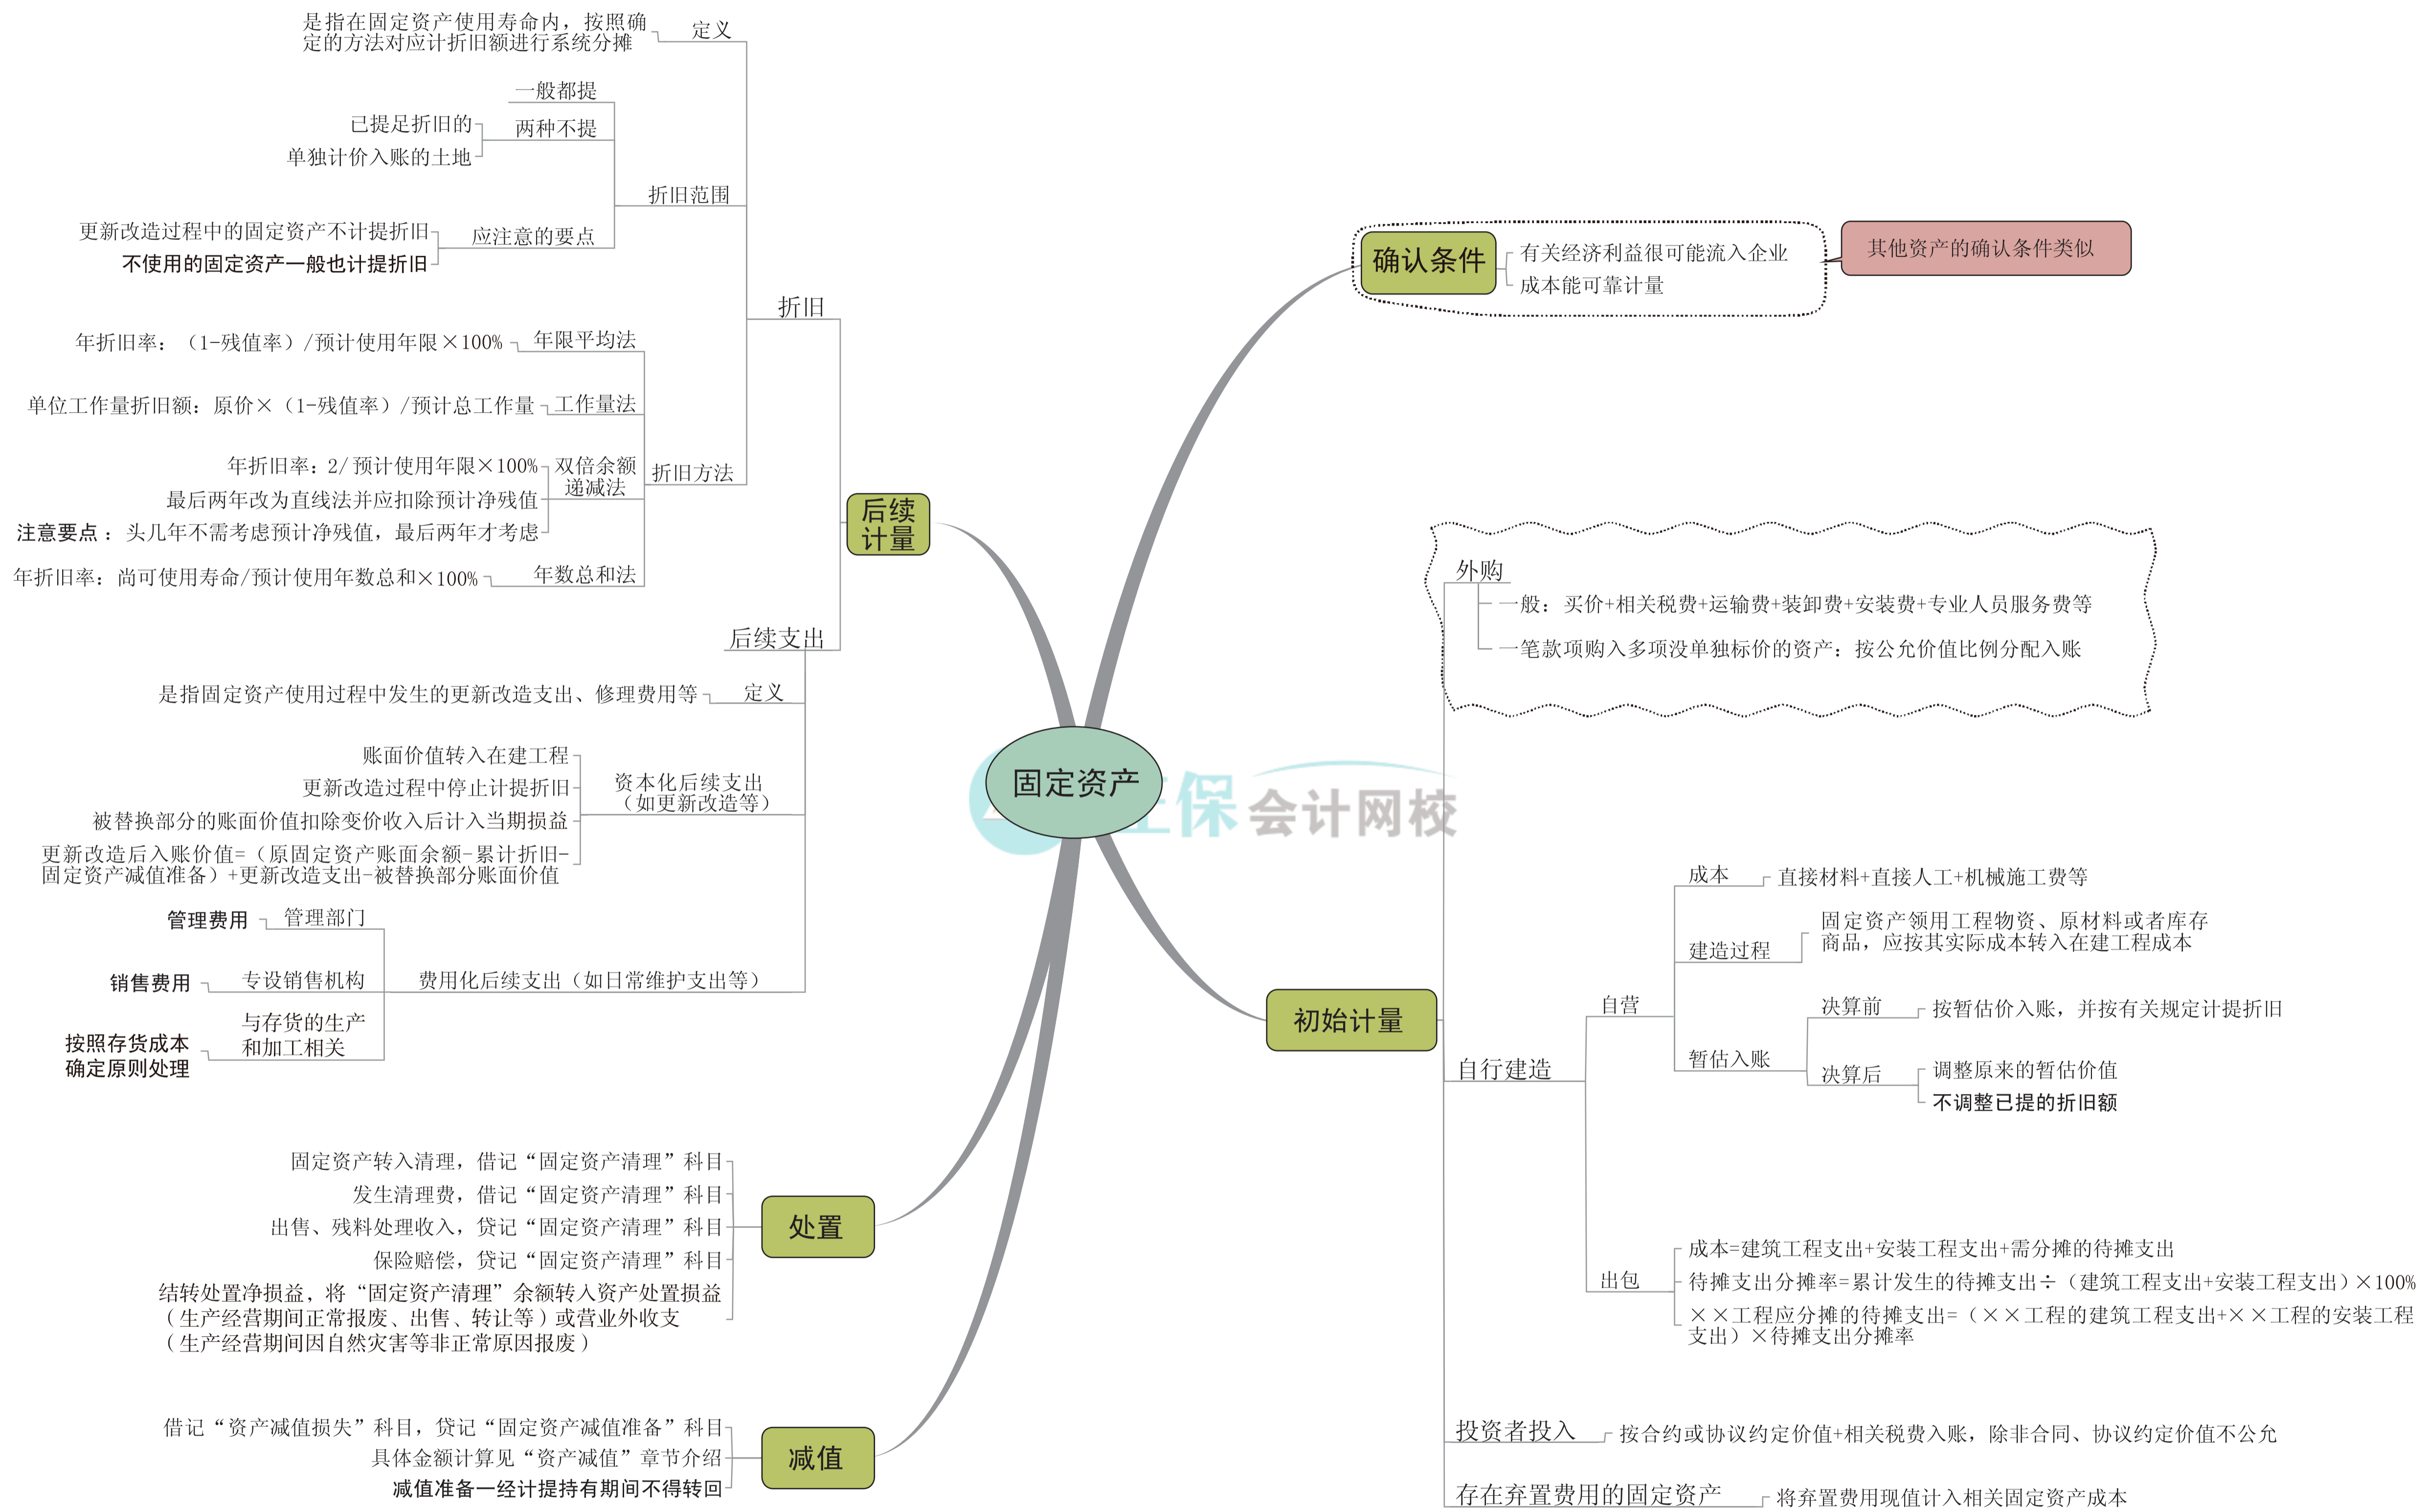 固定资产
正保会计网校
确认条件
有关经济利益很可能流入企业
成本能可靠计量
其他资产的确认条件类似
初始计量
外购
一般：买价+相关税费+运输费+装卸费+安装费+专业人员服务费等
一笔款项购入多项没单独标价的资产：按公允价值比例分配入账
自行建造
自营
成本
直接材料+直接人工+机械施工费等
建造过程
固定资产领用工程物资、原材料或者库存
商品，应按其实际成本转入在建工程成本
暂估入账
决算前
按暂估价入账，并按有关规定计提折旧
决算后
调整原来的暂估价值
不调整已提的折旧额
出包
成本=建筑工程支出+安装工程支出+需分摊的待摊支出
待摊支出分摊率=累计发生的待摊支出÷（建筑工程支出+安装工程支出）×100%
××工程应分摊的待摊支出=（××工程的建筑工程支出+××工程的安装工程
支出）×待摊支出分摊率
投资者投入
按合约或协议约定价值+相关税费入账，除非合同、协议约定价值不公允
存在弃置费用的固定资产
将弃置费用现值计入相关固定资产成本
后续
计量
折旧
定义
是指在固定资产使用寿命内，按照确
定的方法对应计折旧额进行系统分摊
折旧范围
一般都提
两种不提
已提足折旧的
单独计价入账的土地
应注意的要点
更新改造过程中的固定资产不计提折旧
不使用的固定资产一般也计提折旧
折旧方法
年限平均法
年折旧率：（1-残值率）/预计使用年限×100%
工作量法
单位工作量折旧额：原价×（1-残值率）/预计总工作量
双倍余额
递减法
年折旧率：2/预计使用年限×100%
最后两年改为直线法并应扣除预计净残值
注意要点：头几年不需考虑预计净残值，最后两年才考虑
年数总和法
年折旧率：尚可使用寿命/预计使用年数总和×100%
后续支出
定义
是指固定资产使用过程中发生的更新改造支出、修理费用等
资本化后续支出
（如更新改造等）
账面价值转入在建工程
更新改造过程中停止计提折旧
被替换部分的账面价值扣除变价收入后计入当期损益
更新改造后入账价值=（原固定资产账面余额-累计折旧-
固定资产减值准备）+更新改造支出-被替换部分账面价值
费用化后续支出（如日常维护支出等）
管理部门
管理费用
专设销售机构
销售费用
与存货的生产
和加工相关
按照存货成本
确定原则处理
处置
固定资产转入清理，借记“固定资产清理”科目
发生清理费，借记“固定资产清理”科目
出售、残料处理收入，贷记“固定资产清理”科目
保险赔偿，贷记“固定资产清理”科目
结转处置净损益，将“固定资产清理”余额转入资产处置损益
（生产经营期间正常报废、出售、转让等）或营业外收支
（生产经营期间因自然灾害等非正常原因报废）
减值
借记“资产减值损失”科目，贷记“固定资产减值准备”科目
具体金额计算见“资产减值”章节介绍
减值准备一经计提持有期间不得转回